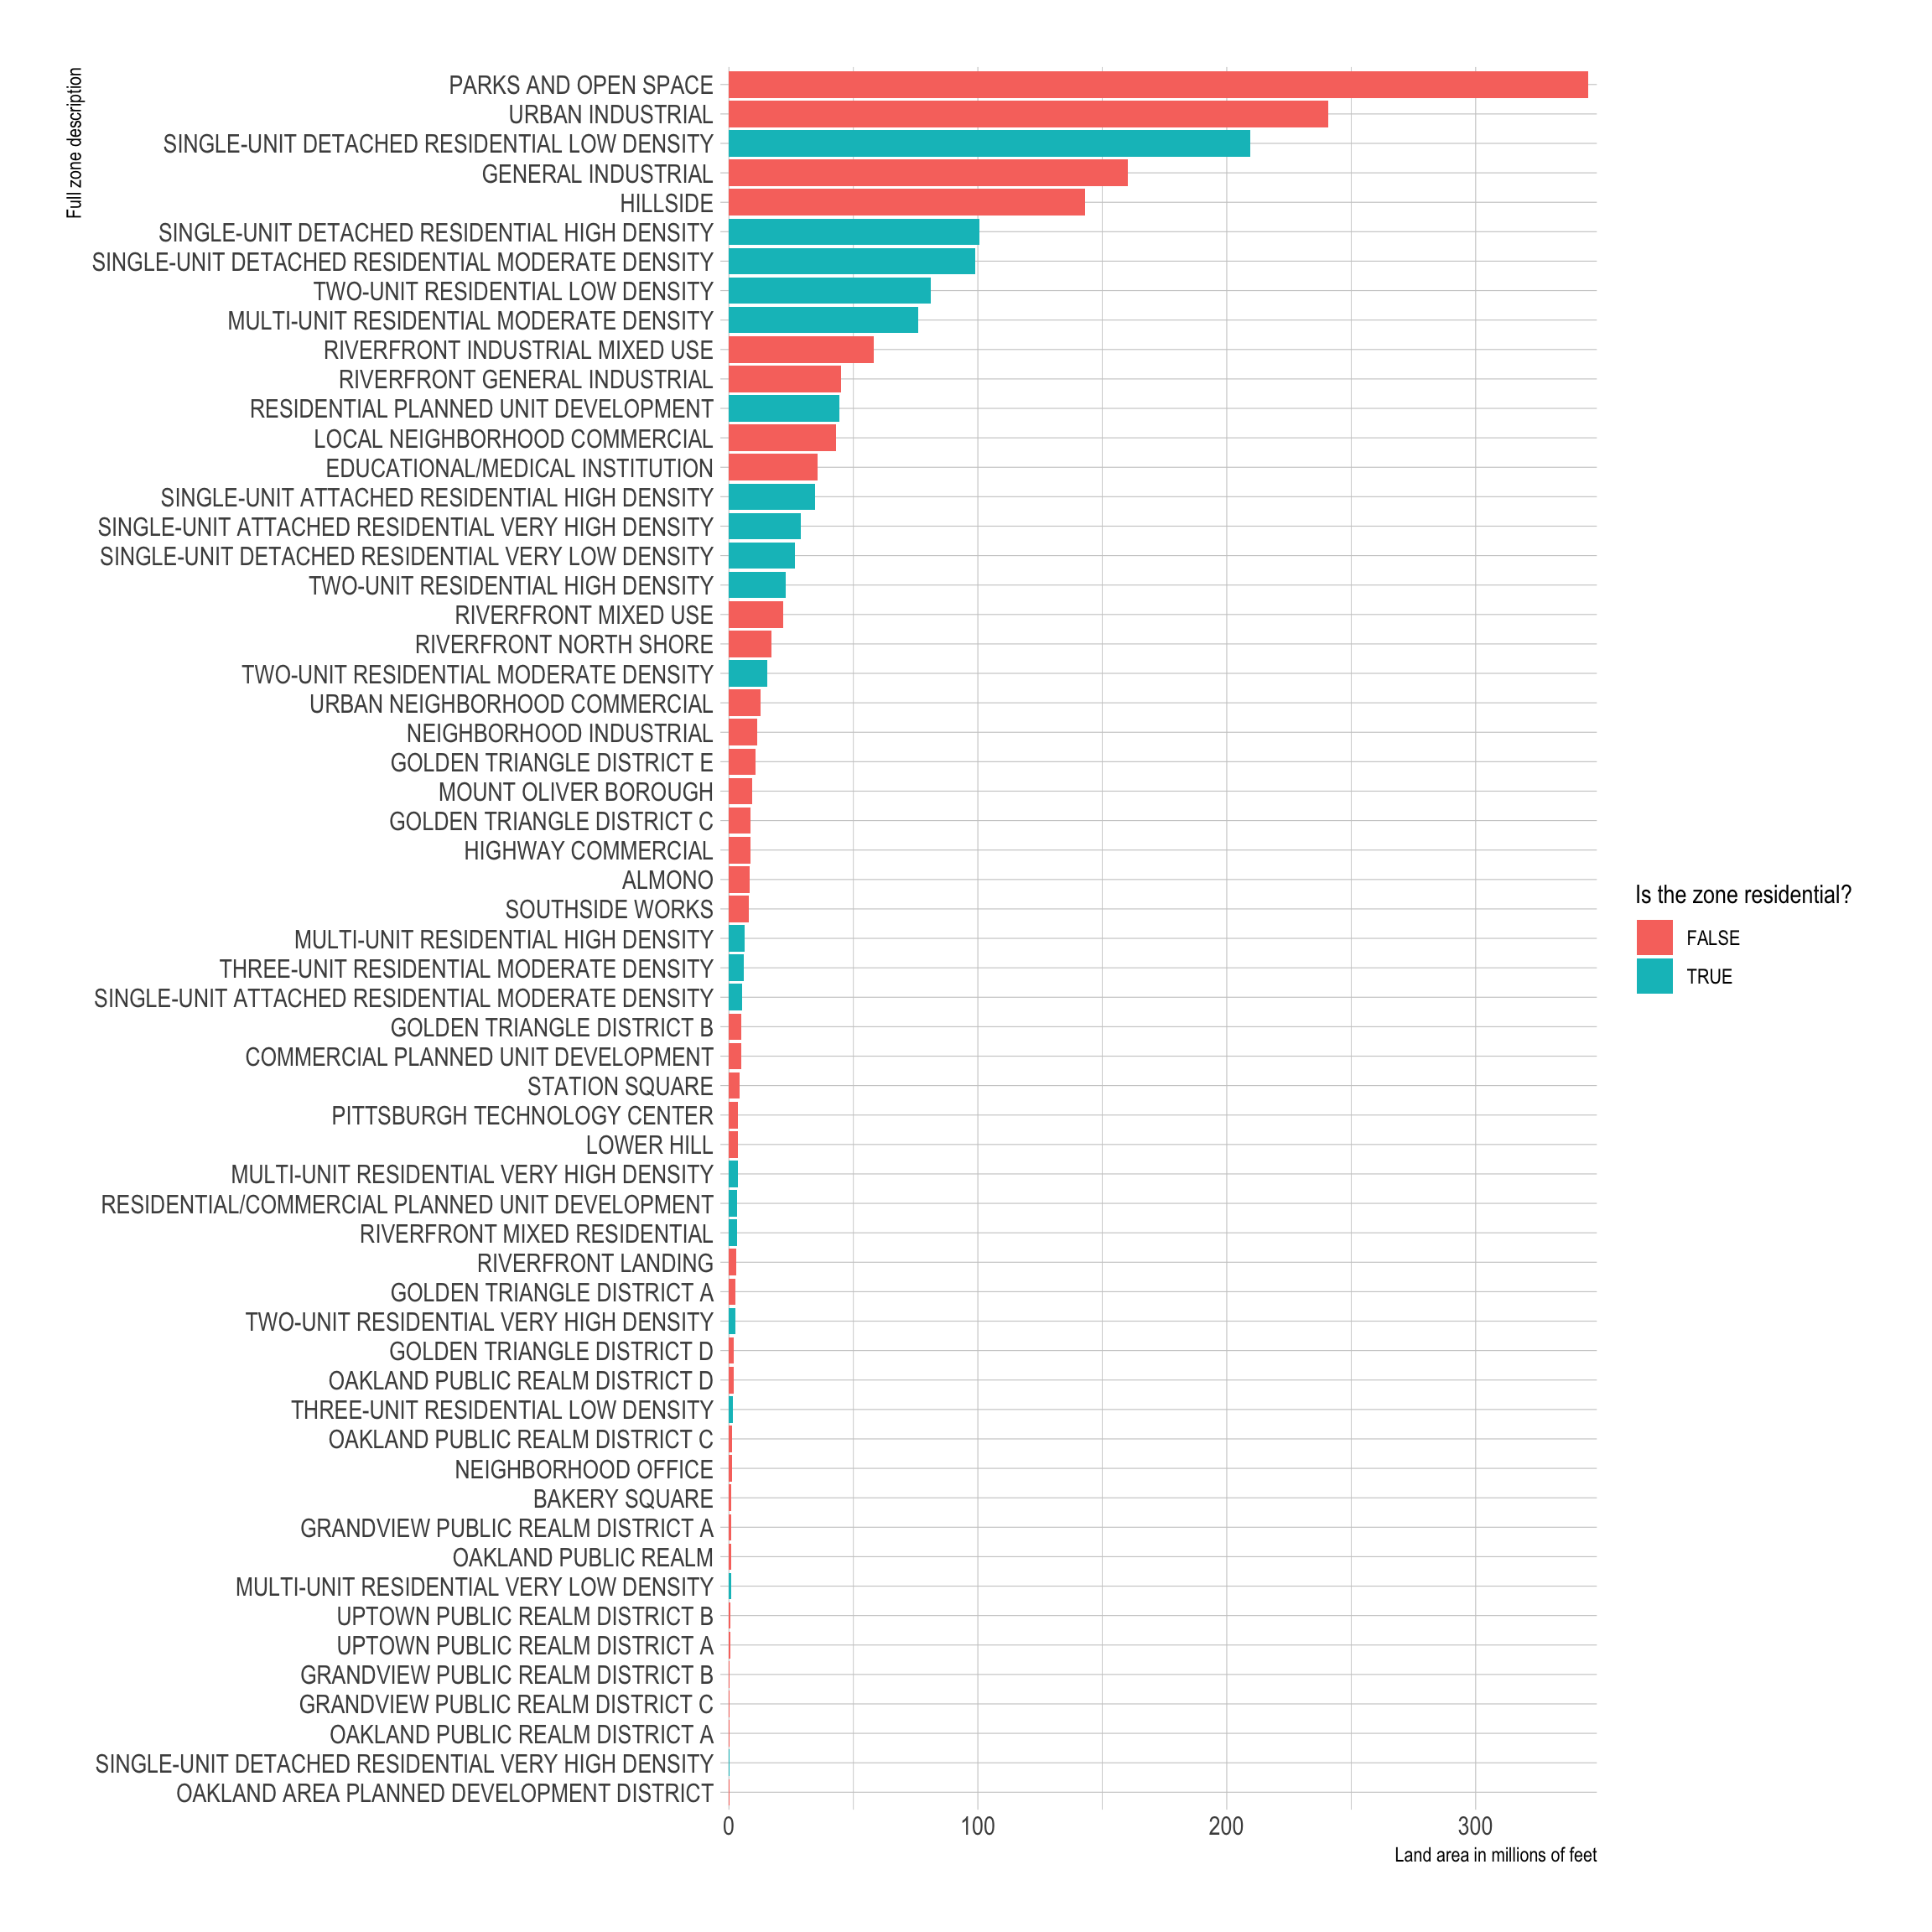 Full zone description
PARKS AND OPEN SPACE
URBAN INDUSTRIAL
SINGLE-UNIT DETACHED RESIDENTIAL LOW DENSITY
GENERAL INDUSTRIAL
HILLSIDE
SINGLE-UNIT DETACHED RESIDENTIAL HIGH DENSITY
SINGLE-UNIT DETACHED RESIDENTIAL MODERATE DENSITY
TWO-UNIT RESIDENTIAL LOW DENSITY
MULTI-UNIT RESIDENTIAL MODERATE DENSITY
RIVERFRONT INDUSTRIAL MIXED USE
RIVERFRONT GENERAL INDUSTRIAL
RESIDENTIAL PLANNED UNIT DEVELOPMENT
LOCAL NEIGHBORHOOD COMMERCIAL
EDUCATIONAL/MEDICAL INSTITUTION
SINGLE-UNIT ATTACHED RESIDENTIAL HIGH DENSITY
SINGLE-UNIT ATTACHED RESIDENTIAL VERY HIGH DENSITY
SINGLE-UNIT DETACHED RESIDENTIAL VERY LOW DENSITY
TWO-UNIT RESIDENTIAL HIGH DENSITY
RIVERFRONT MIXED USE
RIVERFRONT NORTH SHORE
TWO-UNIT RESIDENTIAL MODERATE DENSITY
URBAN NEIGHBORHOOD COMMERCIAL
NEIGHBORHOOD INDUSTRIAL
GOLDEN TRIANGLE DISTRICT E
MOUNT OLIVER BOROUGH
GOLDEN TRIANGLE DISTRICT C
HIGHWAY COMMERCIAL
ALMONO
SOUTHSIDE WORKS
MULTI-UNIT RESIDENTIAL HIGH DENSITY
THREE-UNIT RESIDENTIAL MODERATE DENSITY
SINGLE-UNIT ATTACHED RESIDENTIAL MODERATE DENSITY
GOLDEN TRIANGLE DISTRICT B
COMMERCIAL PLANNED UNIT DEVELOPMENT
STATION SQUARE
PITTSBURGH TECHNOLOGY CENTER
LOWER HILL
MULTI-UNIT RESIDENTIAL VERY HIGH DENSITY
RESIDENTIAL/COMMERCIAL PLANNED UNIT DEVELOPMENT
RIVERFRONT MIXED RESIDENTIAL
RIVERFRONT LANDING
GOLDEN TRIANGLE DISTRICT A
TWO-UNIT RESIDENTIAL VERY HIGH DENSITY
GOLDEN TRIANGLE DISTRICT D
OAKLAND PUBLIC REALM DISTRICT D
THREE-UNIT RESIDENTIAL LOW DENSITY
OAKLAND PUBLIC REALM DISTRICT C
NEIGHBORHOOD OFFICE
BAKERY SQUARE
GRANDVIEW PUBLIC REALM DISTRICT A
OAKLAND PUBLIC REALM
MULTI-UNIT RESIDENTIAL VERY LOW DENSITY
UPTOWN PUBLIC REALM DISTRICT B
UPTOWN PUBLIC REALM DISTRICT A
GRANDVIEW PUBLIC REALM DISTRICT B
GRANDVIEW PUBLIC REALM DISTRICT C
OAKLAND PUBLIC REALM DISTRICT A
SINGLE-UNIT DETACHED RESIDENTIAL VERY HIGH DENSITY
OAKLAND AREA PLANNED DEVELOPMENT DISTRICT
0 100 200 300
Land area in millions of feet
Is the zone residential?
FALSE
TRUE